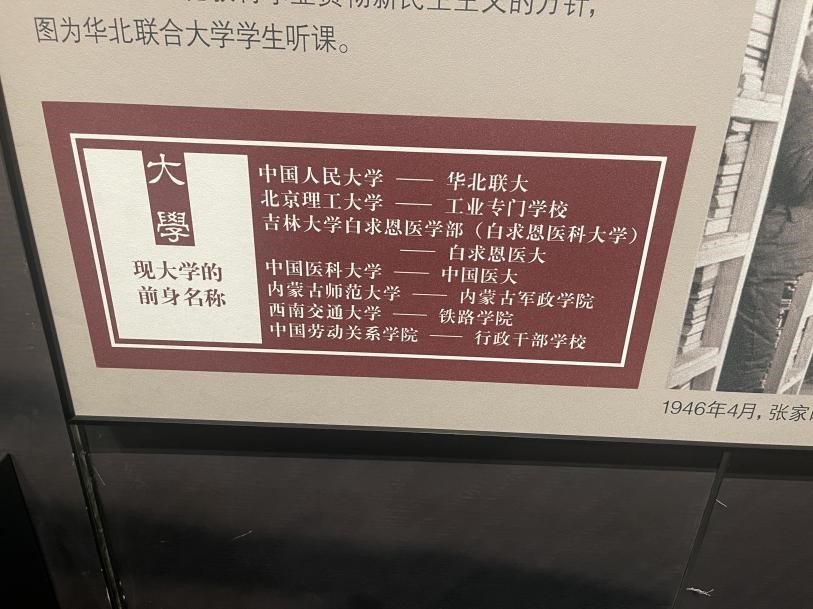 图为华北联合大学学生听课。
大學
现大学的
前身名称
中国人民大学 —— 华北联大
北京理工大学 —— 工业专门学校
吉林大学白求恩医学部（白求恩医科大学）
—— 白求恩医大
中国医科大学 —— 中国医大
内蒙古师范大学 —— 内蒙古军政学院
西南交通大学 —— 铁路学院
中国劳动关系学院 —— 行政干部学校
1946年4月，张家